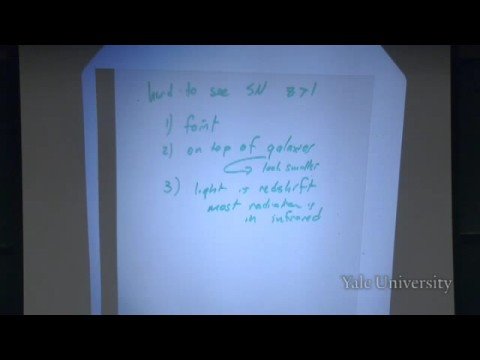 hard to see SN z>1
1) faint
2) on top of galaxies
look smaller
3) light is redshift
most radiation is
in infrared
Yale University